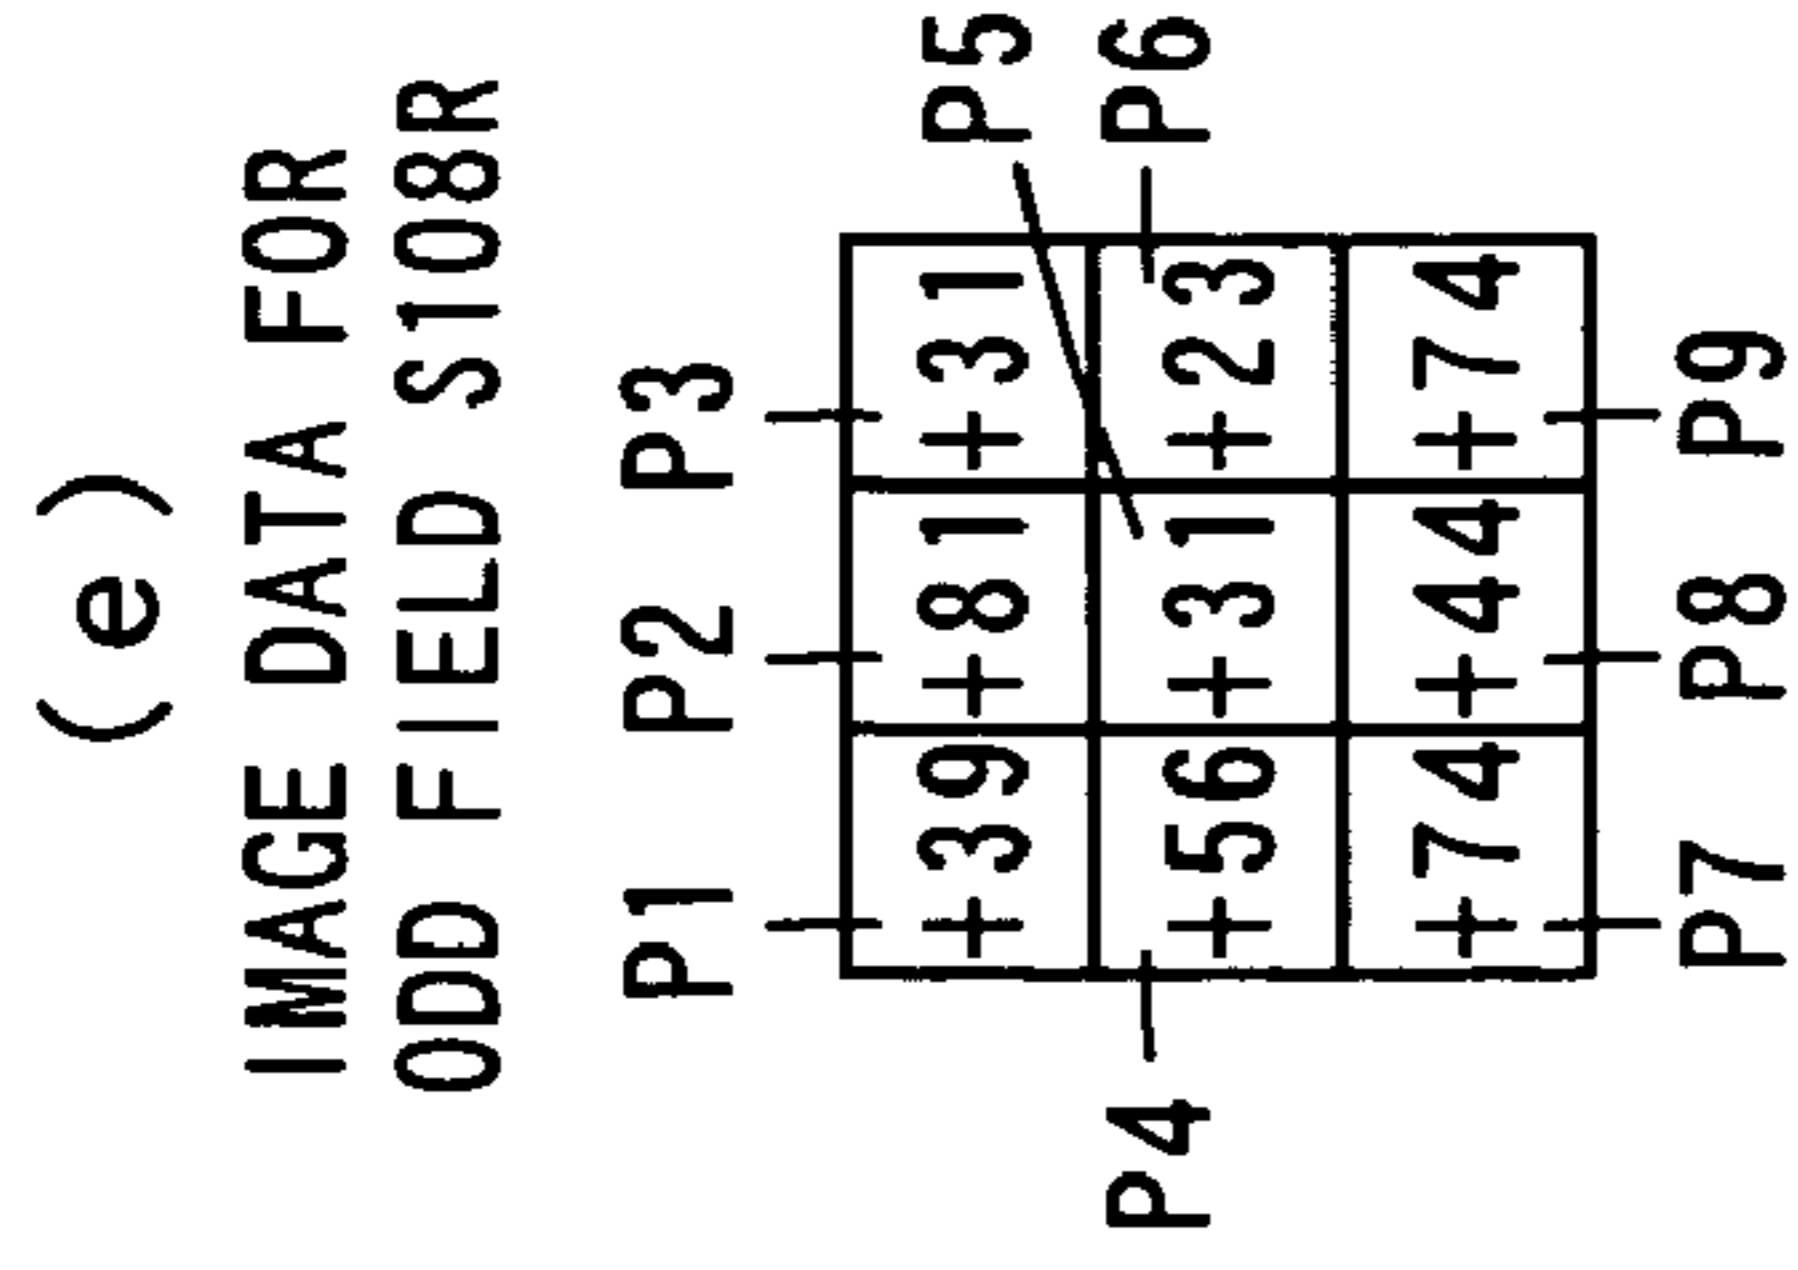 (e)
IMAGE DATA FOR
ODD FIELD S108R
P1 P2 P3
+39 +81 +31 P5
P4 +56 +31 +23 P6
+74 +44 +74
P7 P8 P9